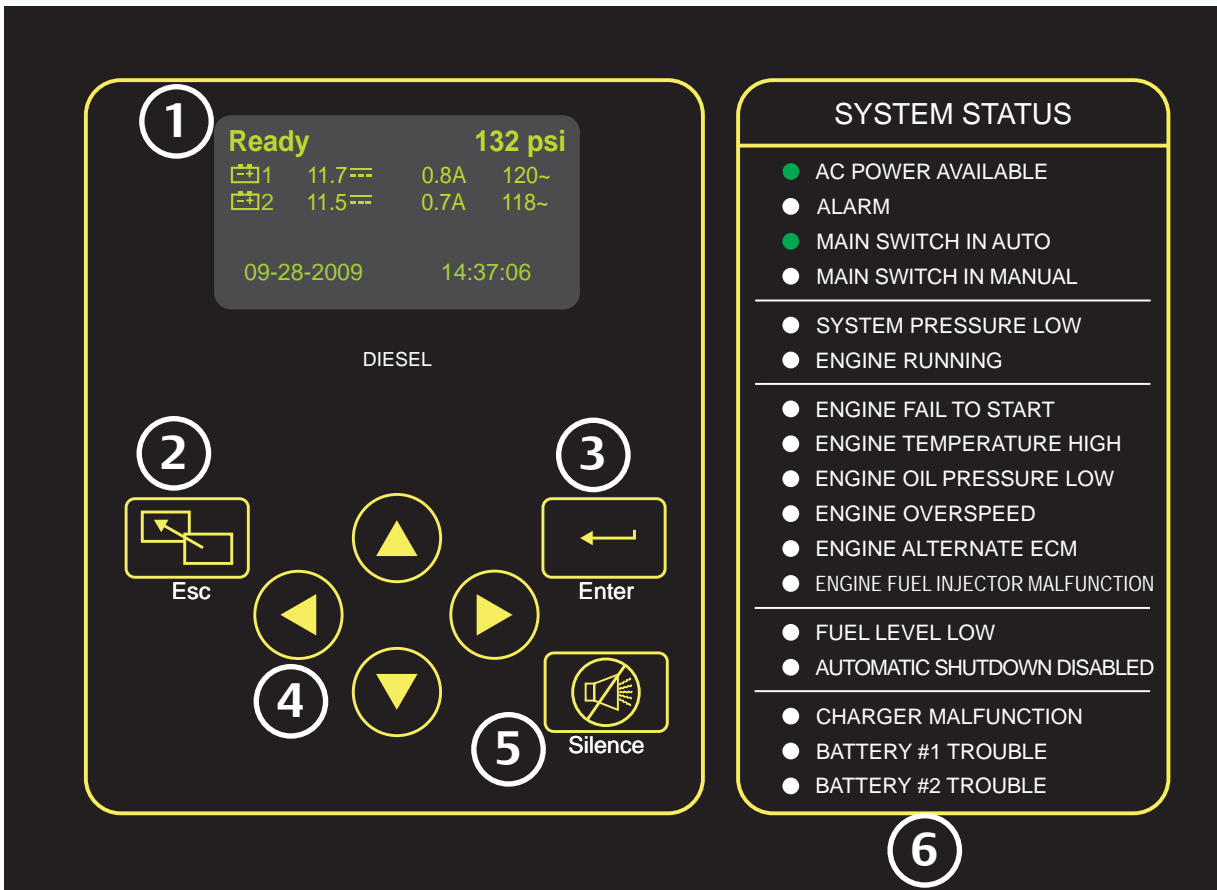 1
Ready 132 psi
1 11.7 0.8A 120~
2 11.5 0.7A 118~
09-28-2009 14:37:06
DIESEL
2
3
Esc
Enter
4
5
Silence
SYSTEM STATUS
AC POWER AVAILABLE
ALARM
MAIN SWITCH IN AUTO
MAIN SWITCH IN MANUAL
SYSTEM PRESSURE LOW
ENGINE RUNNING
ENGINE FAIL TO START
ENGINE TEMPERATURE HIGH
ENGINE OIL PRESSURE LOW
ENGINE OVERSPEED
ENGINE ALTERNATE ECM
ENGINE FUEL INJECTOR MALFUNCTION
FUEL LEVEL LOW
AUTOMATIC SHUTDOWN DISABLED
CHARGER MALFUNCTION
BATTERY #1 TROUBLE
BATTERY #2 TROUBLE
6